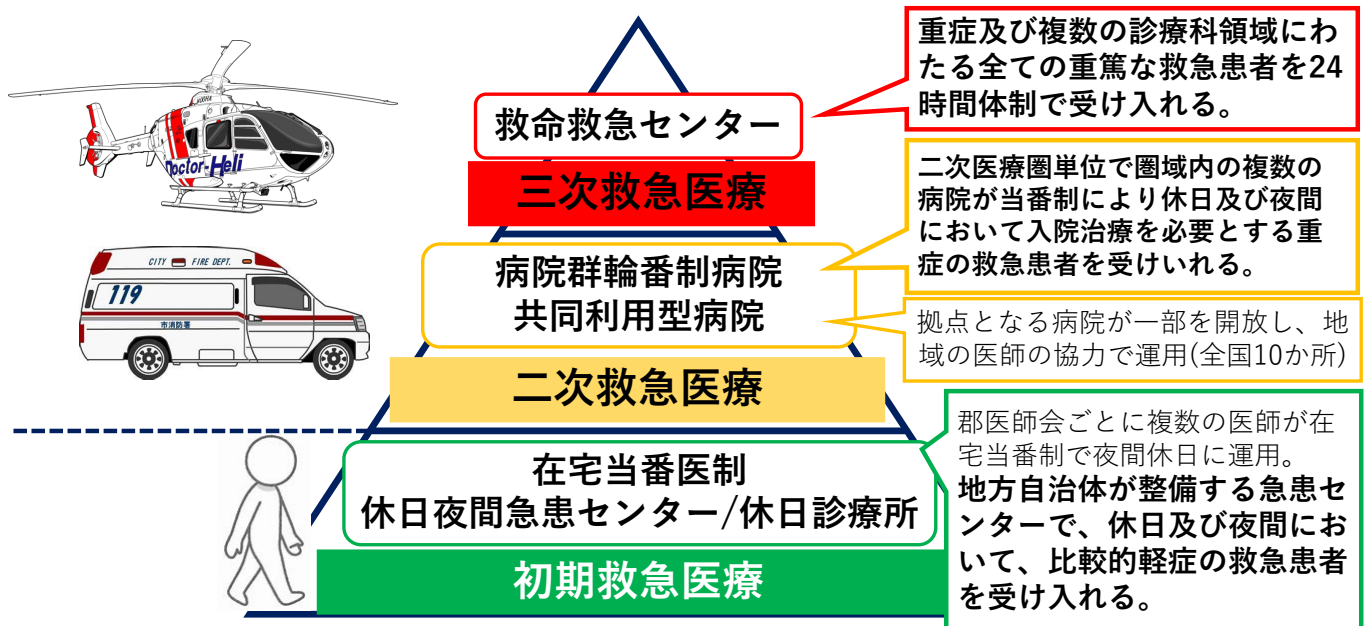 重症及び複数の診療科領域にわ
たる全ての重篤な救急患者を24
時間体制で受け入れる。
救命救急センター
三次救急医療
Doctor-Heli
二次医療圏単位で圏域内の複数の
病院が当番制により休日及び夜間
において入院治療を必要とする重
症の救急患者を受けいれる。
病院群輪番制病院
共同利用型病院
CITY FIRE DEPT.
119
市消防署
拠点となる病院が一部を開放し、地
域の医師の協力で運用(全国10か所)
二次救急医療
郡医師会ごとに複数の医師が在
宅当番制で夜間休日に運用。
地方自治体が整備する急患セ
ンターで、休日及び夜間にお
いて、比較的軽症の救急患者
を受け入れる。
在宅当番医制
休日夜間急患センター/休日診療所
初期救急医療